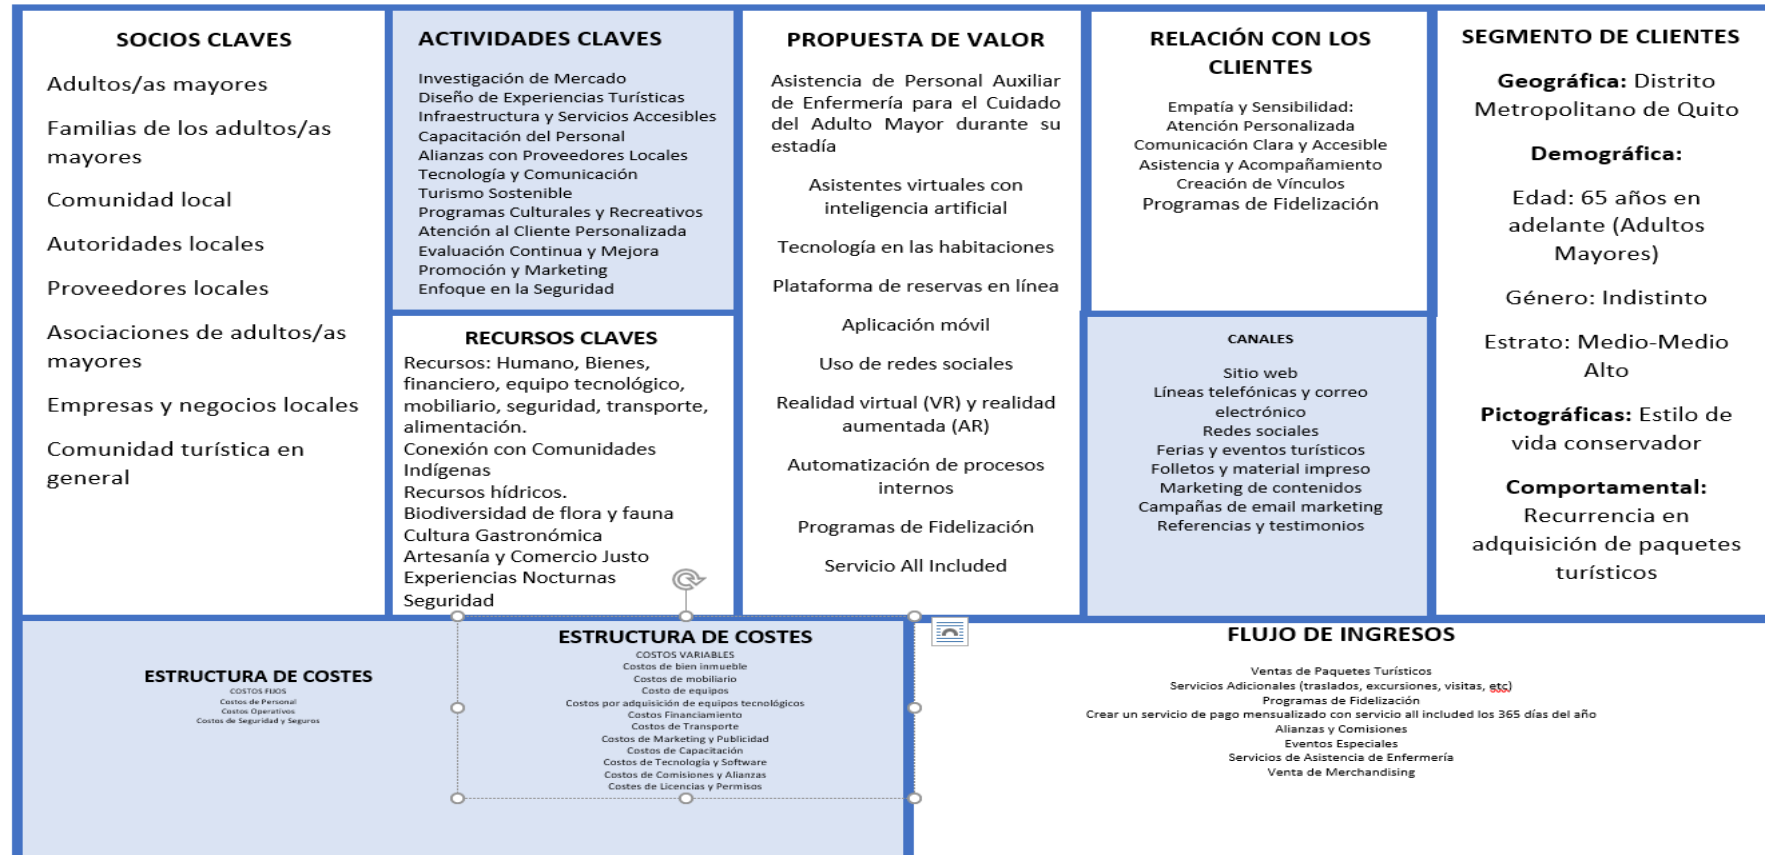 SOCIOS CLAVES
Adultos/as mayores
Familias de los adultos/as
mayores
Comunidad local
Autoridades locales
Proveedores locales
Asociaciones de adultos/as
mayores
Empresas y negocios locales
Comunidad turística en
general
ACTIVIDADES CLAVES
Investigación de Mercado
Diseño de Experiencias Turísticas
Infraestructura y Servicios Accesibles
Capacitación del Personal
Alianzas con Proveedores Locales
Tecnología y Comunicación
Turismo Sostenible
Programas Culturales y Recreativos
Atención al Cliente Personalizada
Evaluación Continua y Mejora
Promoción y Marketing
Enfoque en la Seguridad
RECURSOS CLAVES
Recursos: Humano, Bienes,
financiero, equipo tecnológico,
mobiliario, seguridad, transporte,
alimentación.
Conexión con Comunidades
Indígenas
Recursos hídricos.
Biodiversidad de flora y fauna
Cultura Gastronómica
Artesanía y Comercio Justo
Experiencias Nocturnas
Seguridad
PROPUESTA DE VALOR
Asistencia de Personal Auxiliar
de Enfermería para el Cuidado
del Adulto Mayor durante su
estadía
Asistentes virtuales con
inteligencia artificial
Tecnología en las habitaciones
Plataforma de reservas en línea
Aplicación móvil
Uso de redes sociales
Realidad virtual (VR) y realidad
aumentada (AR)
Automatización de procesos
internos
Programas de Fidelización
Servicio All Included
RELACIÓN CON LOS
CLIENTES
Empatía y Sensibilidad:
Atención Personalizada
Comunicación Clara y Accesible
Asistencia y Acompañamiento
Creación de Vínculos
Programas de Fidelización
CANALES
Sitio web
Líneas telefónicas y correo
electrónico
Redes sociales
Ferias y eventos turísticos
Folletos y material impreso
Marketing de contenidos
Campañas de email marketing
Referencias y testimonios
SEGMENTO DE CLIENTES
Geográfica: Distrito
Metropolitano de Quito
Demográfica:
Edad: 65 años en
adelante (Adultos
Mayores)
Género: Indistinto
Estrato: Medio-Medio
Alto
Pictográficas: Estilo de
vida conservador
Comportamental:
Recurrencia en
adquisición de paquetes
turísticos
ESTRUCTURA DE COSTES
COSTOS FIJOS
Costos de Personal
Costos Operativos
Costos de Seguridad y Seguros
ESTRUCTURA DE COSTES
COSTOS VARIABLES
Costos de bien inmueble
Costos de mobiliario
Costo de equipos
Costos por adquisición de equipos tecnológicos
Costos Financiamiento
Costos de Transporte
Costos de Marketing y Publicidad
Costos de Capacitación
Costos de Tecnología y Software
Costos de Comisiones y Alianzas
Costes de Licencias y Permisos
FLUJO DE INGRESOS
Ventas de Paquetes Turísticos
Servicios Adicionales (traslados, excursiones, visitas, etc)
Programas de Fidelización
Crear un servicio de pago mensualizado con servicio all included los 365 días del año
Alianzas y Comisiones
Eventos Especiales
Servicios de Asistencia de Enfermería
Venta de Merchandising